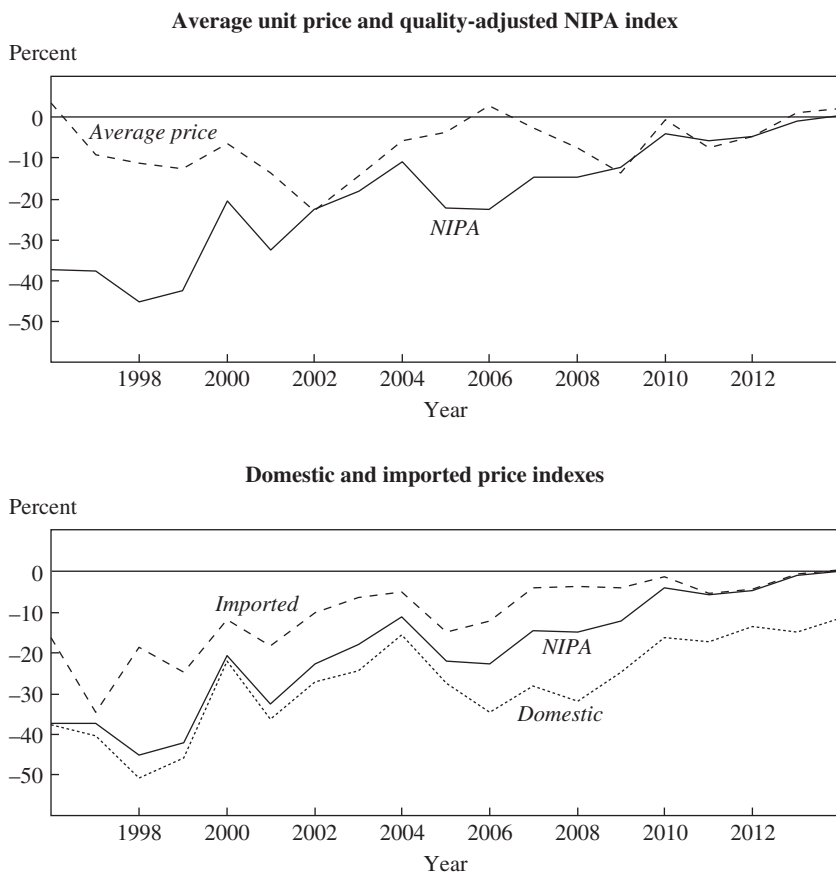 Average unit price and quality-adjusted NIPA index
Percent
0
Average price
–10
–20
NIPA
–30
–40
–50
1998 2000 2002 2004 2006 2008 2010 2012
Year
Domestic and imported price indexes
Percent
0
Imported
–10
NIPA
–20
–30
Domestic
–40
–50
1998 2000 2002 2004 2006 2008 2010 2012
Year